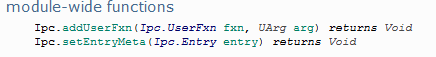 module-wide functions
Ipc.addUserFxn(Ipc.UserFxn fxn, UArg arg) returns Void
Ipc.setEntryMeta(Ipc.Entry entry) returns Void